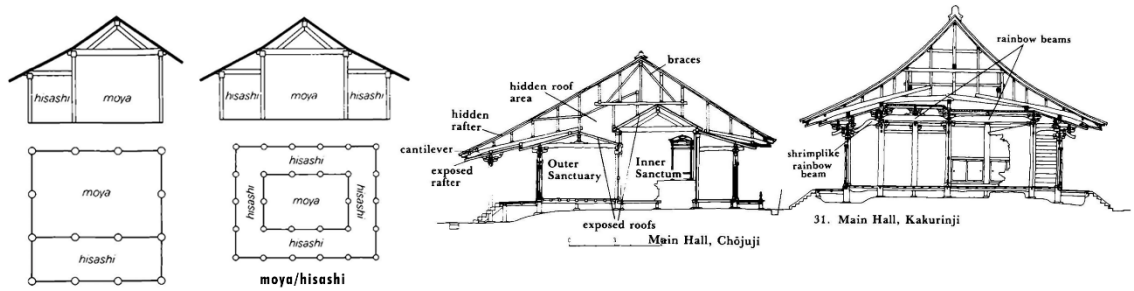 hisashi
moya
hisashi
moya
hisashi
moya
hisashi
hisashi
hisashi
moya
hisashi
hisashi
moya/hisashi
braces
hidden roof
area
hidden
rafter
cantilever
exposed
rafter
Outer
Sanctuary
Inner
Sanctum
exposed roofs
Main Hall, Chōjuji
rainbow beams
shrimplike
rainbow
beam
31. Main Hall, Kakurinji